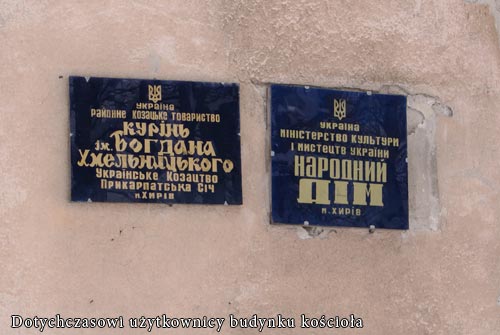 УКРАЇНА
РАЙОННЕ КОЗАЦЬКЕ ТОВАРИСТВО
КУРІНЬ
ім. Богдана
Хмельницького
УКРАЇНСЬКЕ КОЗАЦТВО
ПРИКАРПАТСЬКА СІЧ
м. ХИРІВ
УКРАЇНА
МІНІСТЕРСТВО КУЛЬТУРИ
І МИСТЕЦТВ УКРАЇНИ
НАРОДНИЙ
ДІМ
м. ХИРІВ
Dotychczasowi użytkownicy budynku kościoła